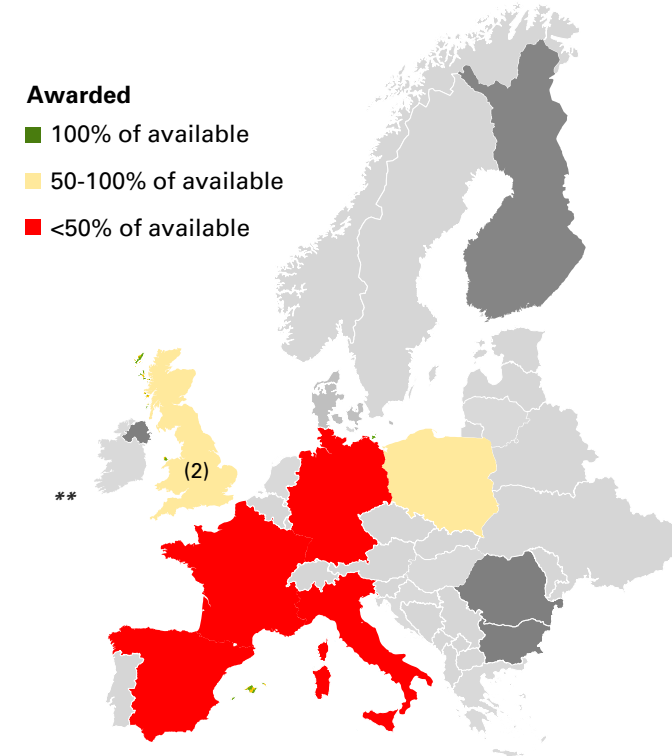 Awarded
100% of available
50-100% of available
<50% of available
(2)
**